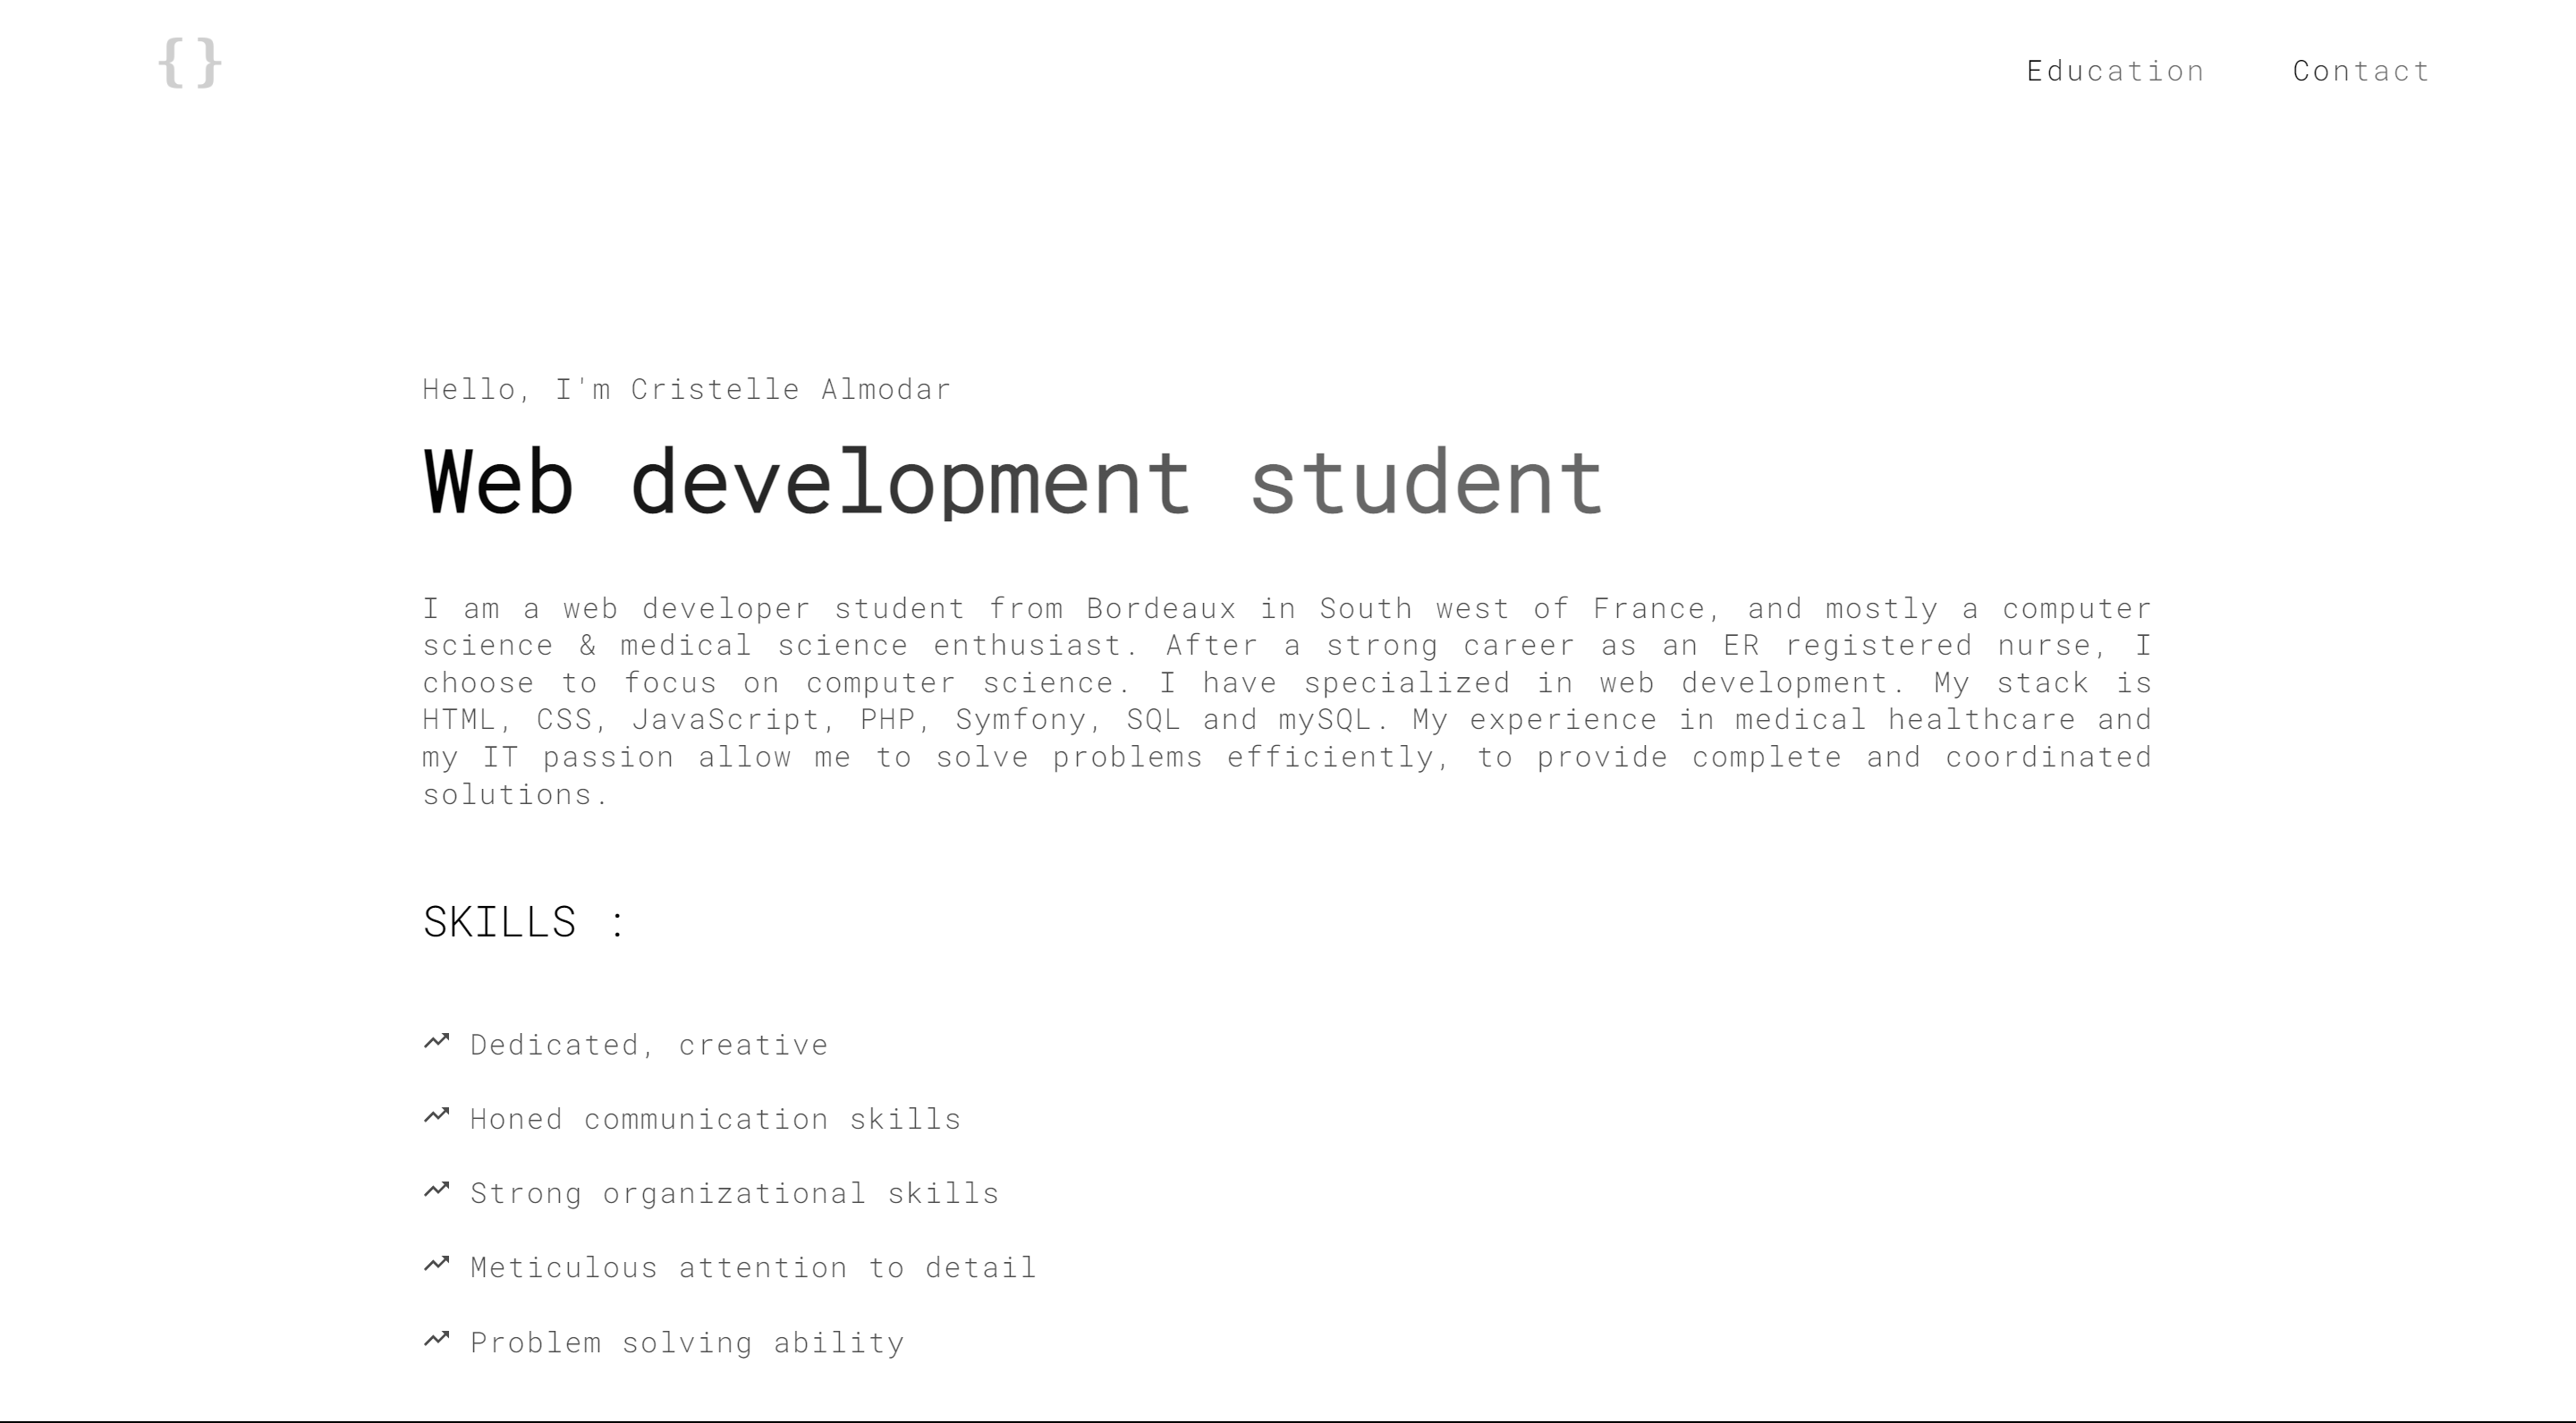 {}
Education Contact
Hello, I'm Cristelle Almodar
Web development student
I am a web developer student from Bordeaux in South west of France, and mostly a computer
science & medical science enthusiast. After a strong career as an ER registered nurse, I
choose to focus on computer science. I have specialized in web development. My stack is
HTML, CSS, JavaScript, PHP, Symfony, SQL and mySQL. My experience in medical healthcare and
my IT passion allow me to solve problems efficiently, to provide complete and coordinated
solutions.
SKILLS :
Dedicated, creative
Honed communication skills
Strong organizational skills
Meticulous attention to detail
Problem solving ability